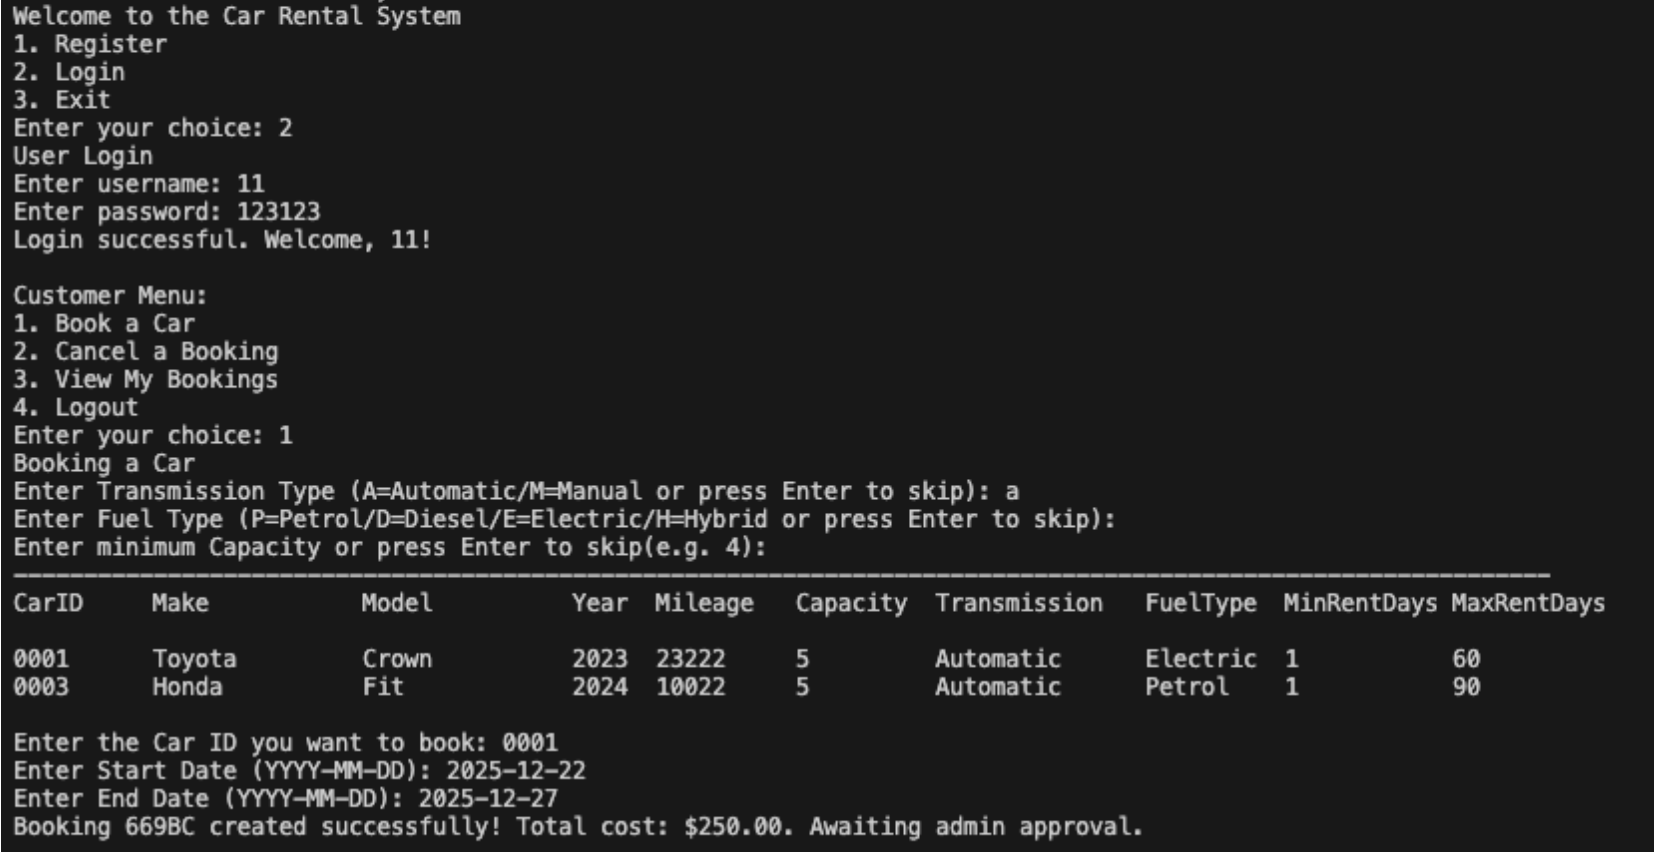 Welcome to the Car Rental System
1. Register
2. Login
3. Exit
Enter your choice: 2
User Login
Enter username: 11
Enter password: 123123
Login successful. Welcome, 11!
Customer Menu:
1. Book a Car
2. Cancel a Booking
3. View My Bookings
4. Logout
Enter your choice: 1
Booking a Car
Enter Transmission Type (A=Automatic/M=Manual or press Enter to skip): a
Enter Fuel Type (P=Petrol/D=Diesel/E=Electric/H=Hybrid or press Enter to skip):
Enter minimum Capacity or press Enter to skip(e.g. 4):
CarID Make Model Year Mileage Capacity Transmission FuelType MinRentDays MaxRentDays
0001 Toyota Crown 2023 23222 5 Automatic Electric 1 60
0003 Honda Fit 2024 10022 5 Automatic Petrol 1 90
Enter the Car ID you want to book: 0001
Enter Start Date (YYYY-MM-DD): 2025-12-22
Enter End Date (YYYY-MM-DD): 2025-12-27
Booking 669BC created successfully! Total cost: $250.00. Awaiting admin approval.